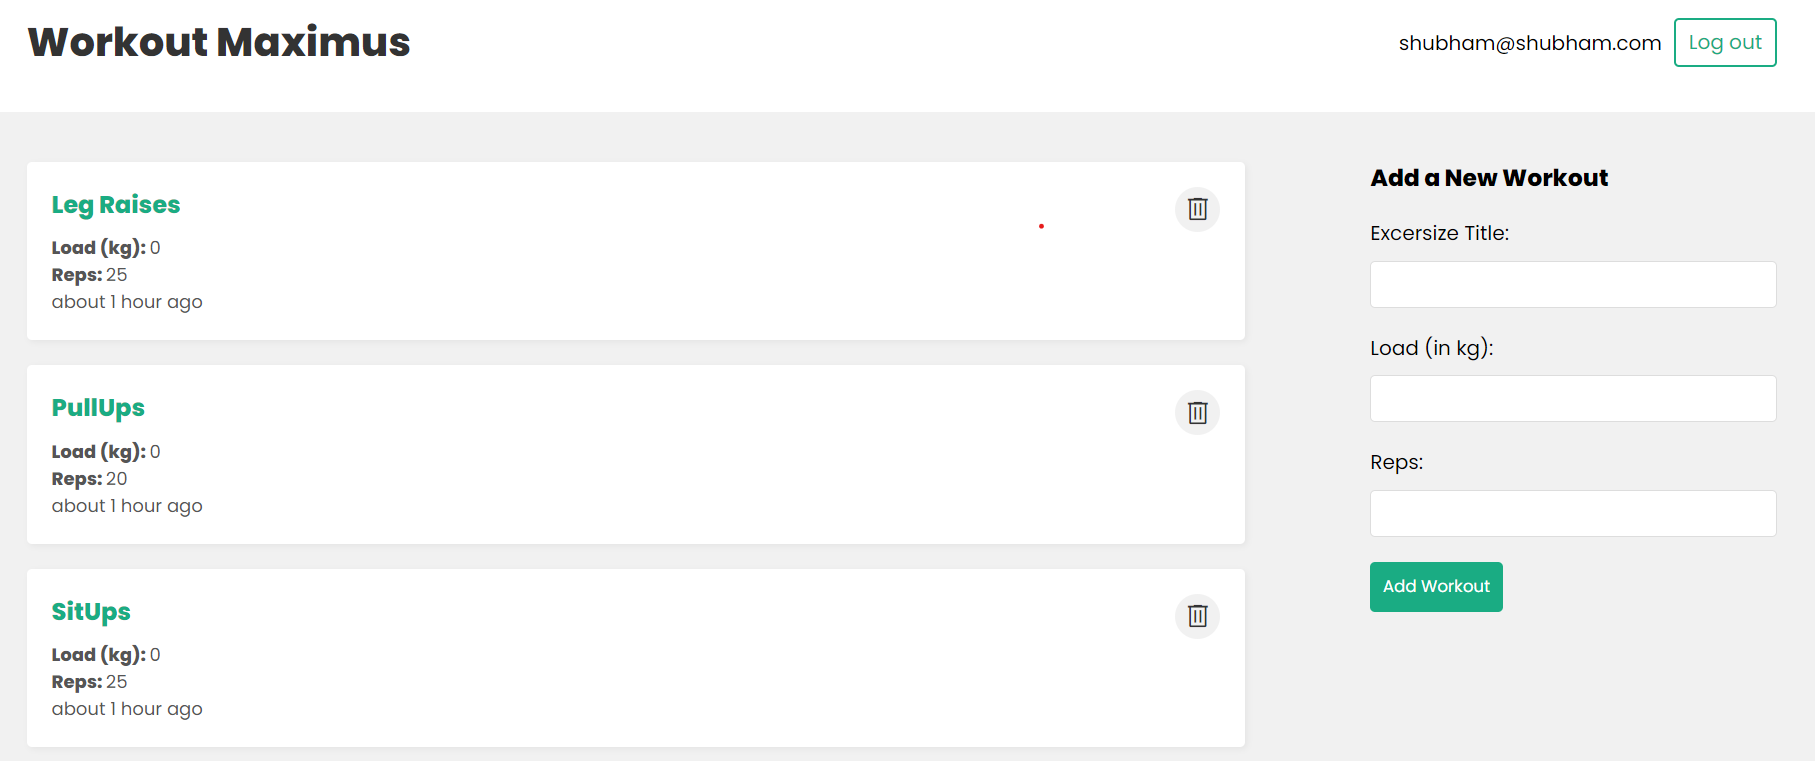 Workout Maximus
shubham@shubham.com
Log out
Leg Raises
Load (kg): 0
Reps: 25
about 1 hour ago
PullUps
Load (kg): 0
Reps: 20
about 1 hour ago
SitUps
Load (kg): 0
Reps: 25
about 1 hour ago
Add a New Workout
Excersize Title:
Load (in kg):
Reps:
Add Workout